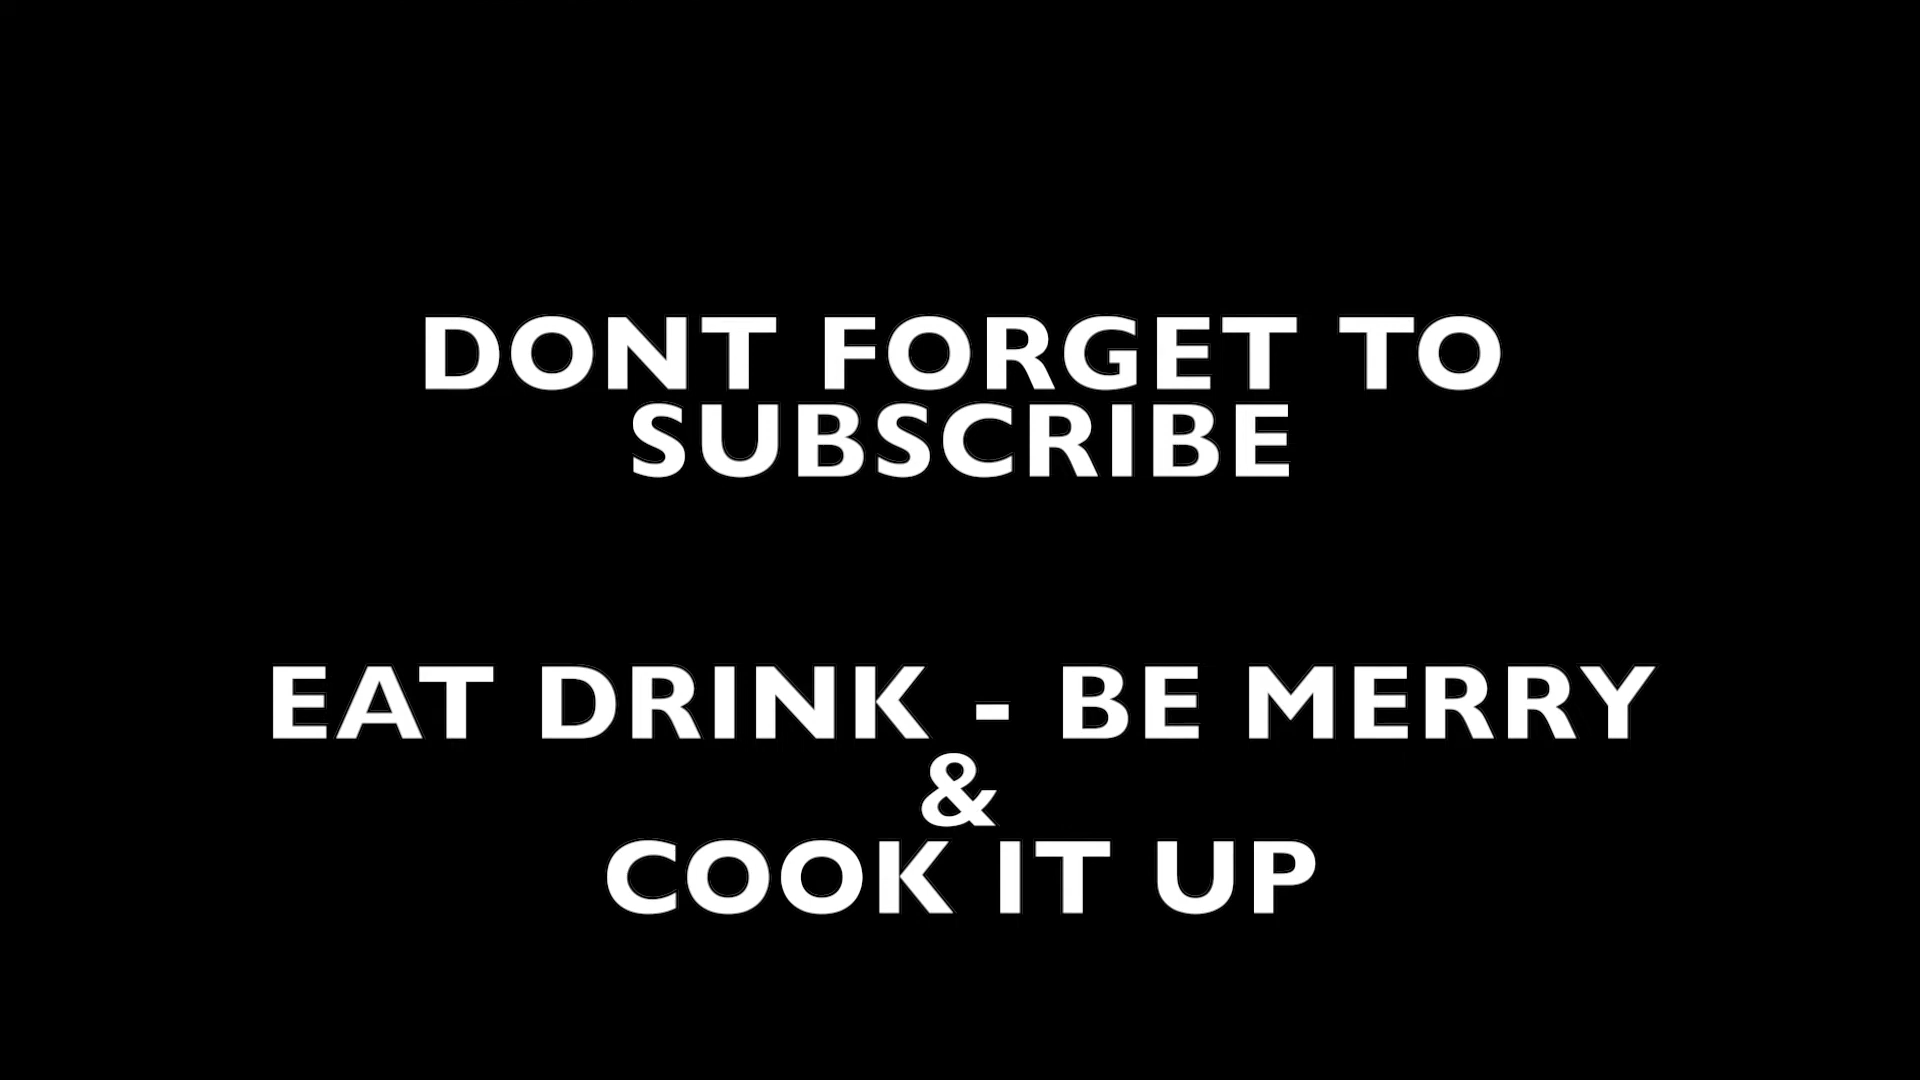 DONT FORGET TO
SUBSCRIBE
EAT DRINK - BE MERRY
&
COOK IT UP